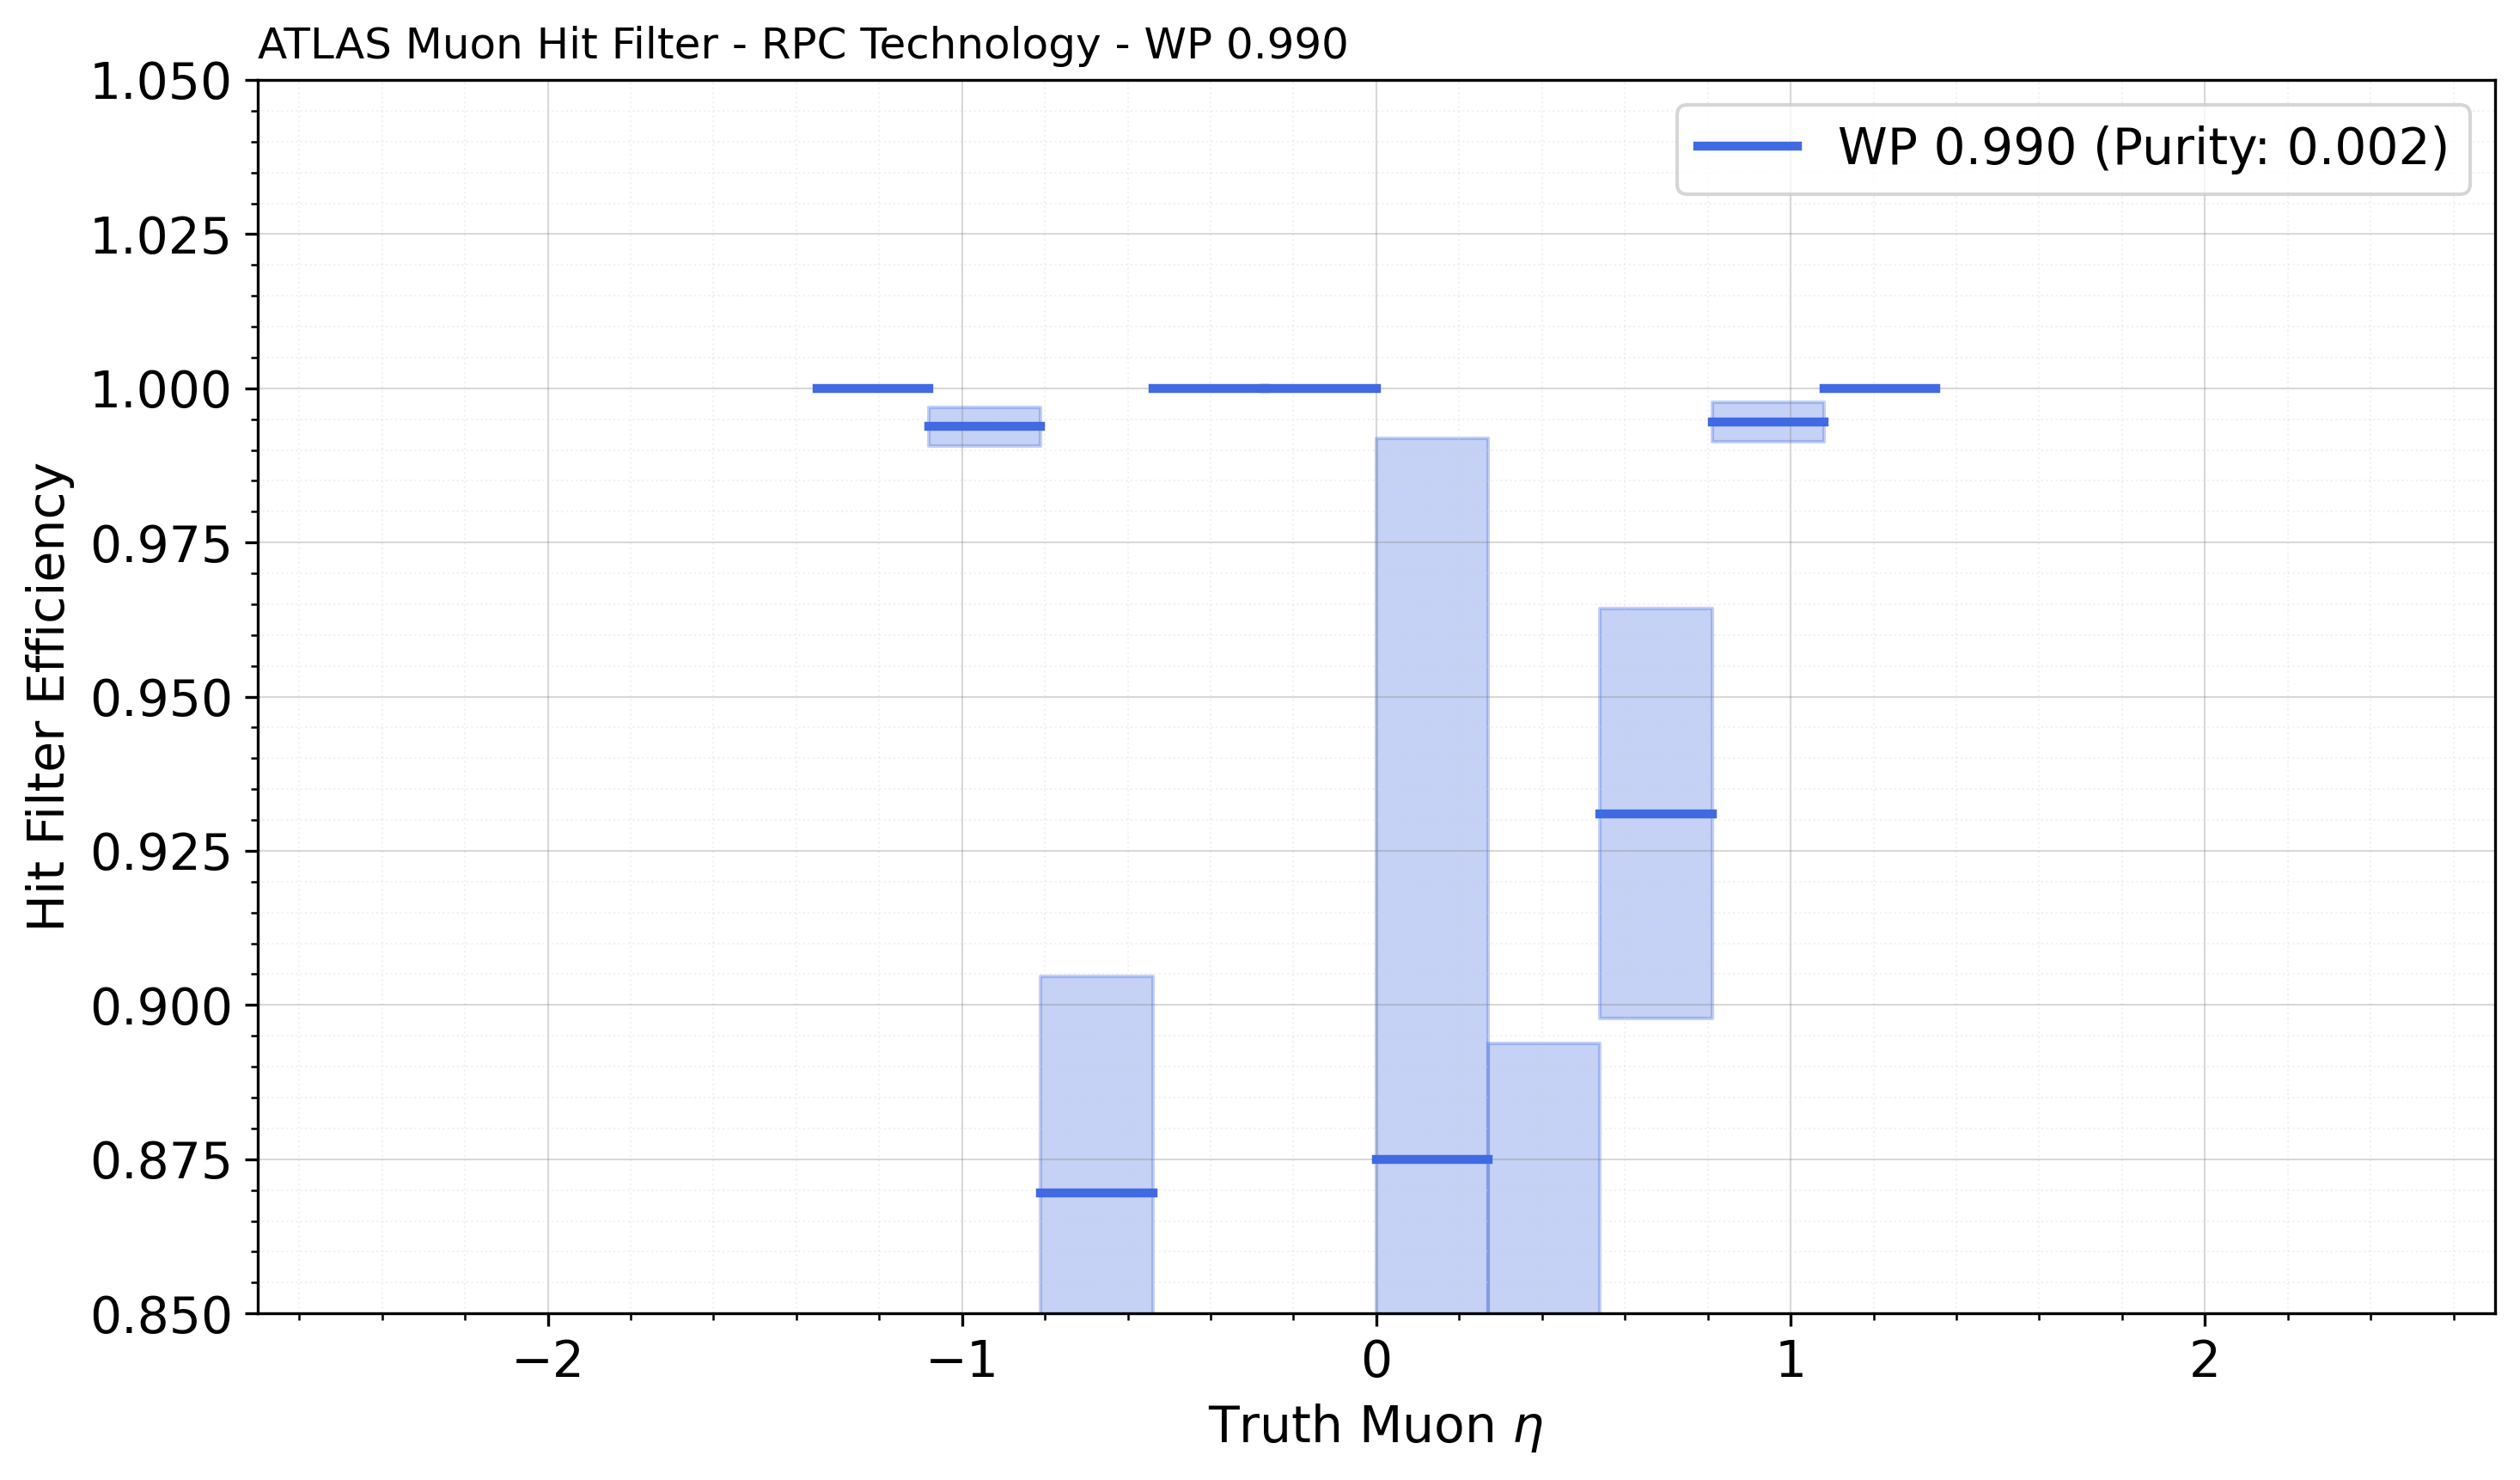 ATLAS Muon Hit Filter - RPC Technology - WP 0.990
WP 0.990 (Purity: 0.002)
Hit Filter Efficiency
1.050
1.025
1.000
0.975
0.950
0.925
0.900
0.875
0.850
−2 −1 0 1 2
Truth Muon η